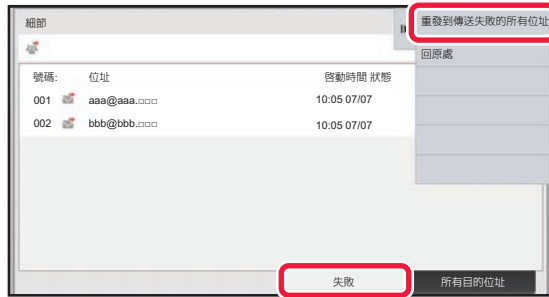 細節
重發到傳送失敗的所有位址
回原處
號碼: 位址 啓動時間 狀態
001 aaa@aaa.□□□ 10:05 07/07
002 bbb@bbb.□□□ 10:05 07/07
失敗 所有目的位址